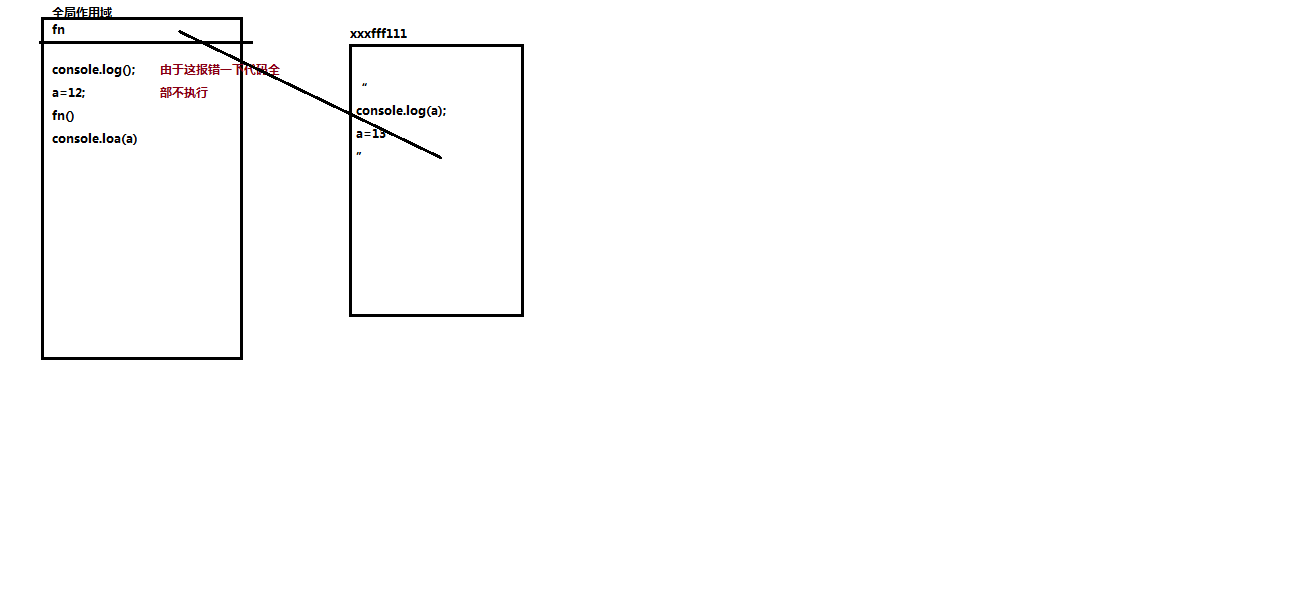 全局作用域
fn
console.log();
由于这报错一下代码全
a=12;
部不执行
fn()
console.loa(a)
xxxfff111
“
console.log(a);
a=13
”